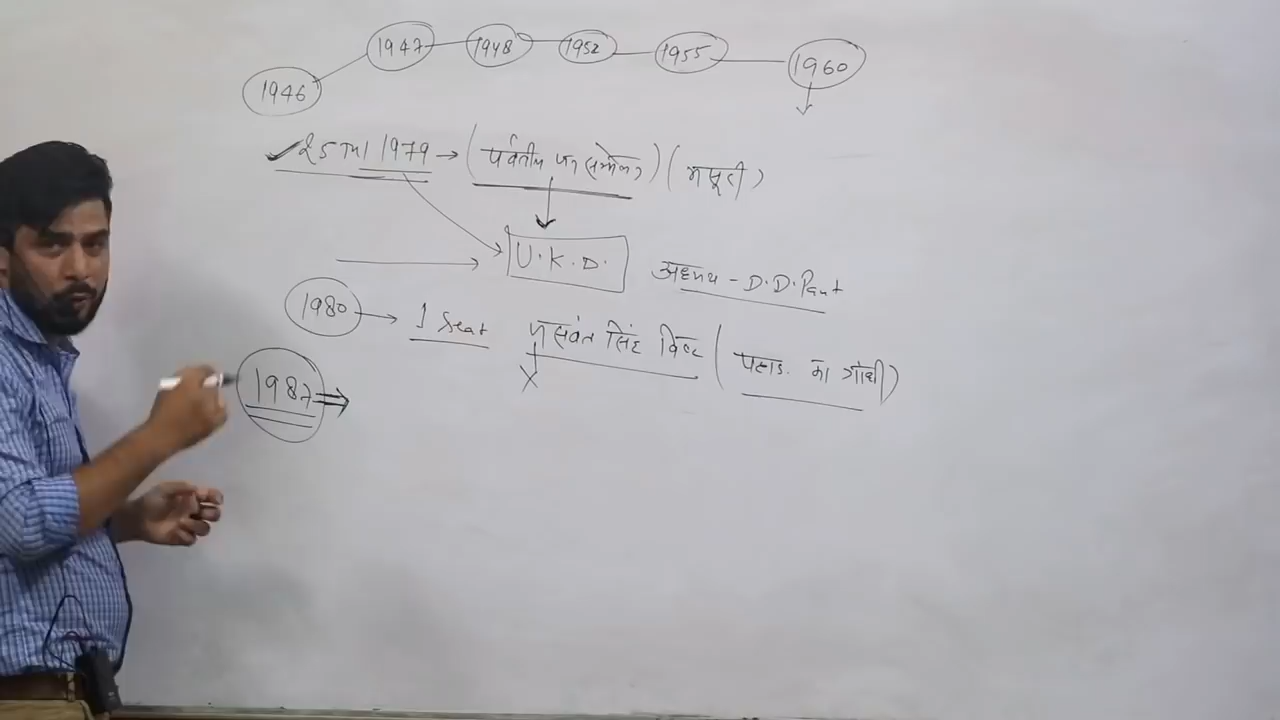 1946 1947 1948 1952 1955 1960
25 1979 → (पर्वतीय जन सम्मेलन) (मसूरी)
U.K.D. अध्यक्ष - D.D. Pant
1980 → 1 Seat जसवंत सिंह बिष्ट (पहाड़ का गाँधी)
1987 ⇒